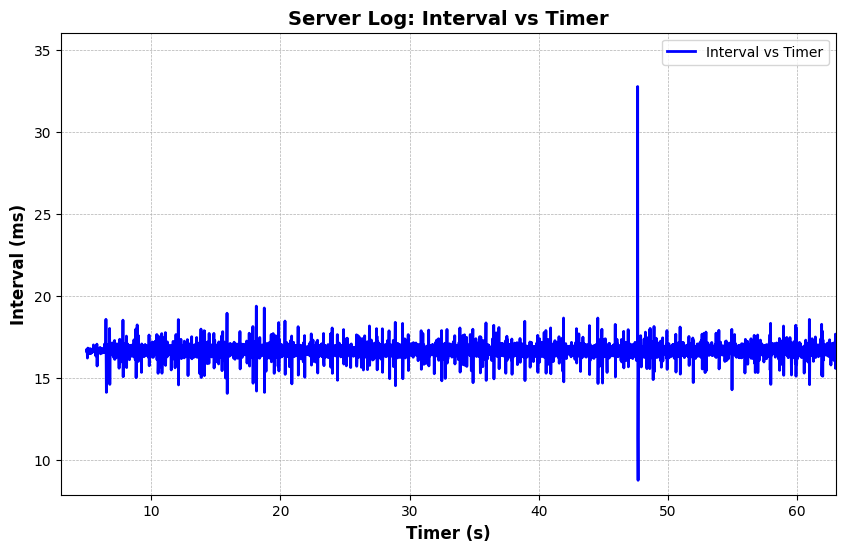 Server Log: Interval vs Timer
Interval vs Timer
35
30
25
20
15
10
Interval (ms)
10 20 30 40 50 60
Timer (s)